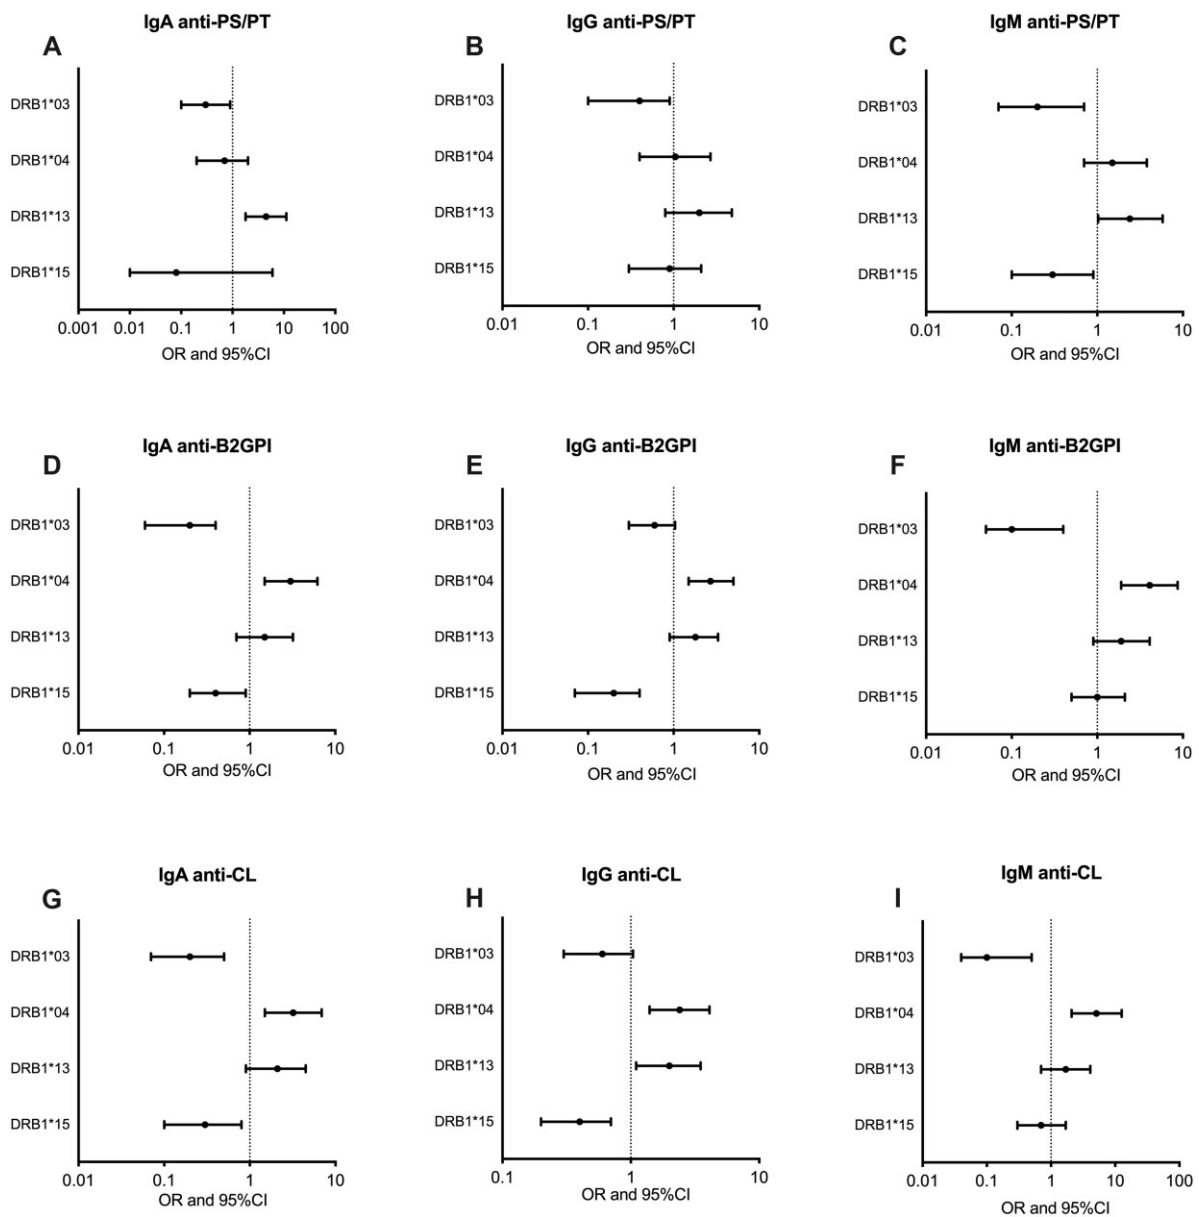 IgA anti-PS/PT
A
DRB1*03
DRB1*04
DRB1*13
DRB1*15
0.001 0.01 0.1 1 10 100
OR and 95%CI
IgG anti-PS/PT
B
DRB1*03
DRB1*04
DRB1*13
DRB1*15
0.01 0.1 1 10
OR and 95%CI
IgM anti-PS/PT
C
DRB1*03
DRB1*04
DRB1*13
DRB1*15
0.01 0.1 1 10
OR and 95%CI
IgA anti-B2GPI
D
DRB1*03
DRB1*04
DRB1*13
DRB1*15
0.01 0.1 1 10
OR and 95%CI
IgG anti-B2GPI
E
DRB1*03
DRB1*04
DRB1*13
DRB1*15
0.01 0.1 1 10
OR and 95%CI
IgM anti-B2GPI
F
DRB1*03
DRB1*04
DRB1*13
DRB1*15
0.01 0.1 1 10
OR and 95%CI
IgA anti-CL
G
DRB1*03
DRB1*04
DRB1*13
DRB1*15
0.01 0.1 1 10
OR and 95%CI
IgG anti-CL
H
DRB1*03
DRB1*04
DRB1*13
DRB1*15
0.1 1 10
OR and 95%CI
IgM anti-CL
I
DRB1*03
DRB1*04
DRB1*13
DRB1*15
0.01 0.1 1 10 100
OR and 95%CI